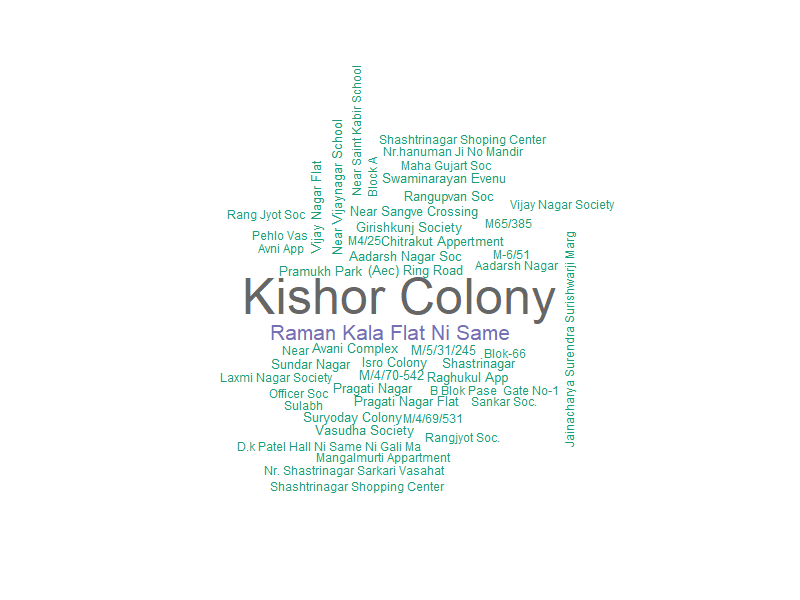 Near Saint Kabir School
Near Vijaynagar School
Shashtrinagar Shoping Center
Nr.hanuman Ji No Mandir
Block A
Maha Gujart Soc
Vijay Nagar Flat
Swaminarayan Evenu
Rangupvan Soc
Vijay Nagar Society
Rang Jyot Soc
Near Sangve Crossing
M65/385
Girishkunj Society
Pehlo Vas
M4/25
Chitrakut Appertment
Avni App
Aadarsh Nagar Soc
M-6/51
Aadarsh Nagar
Pramukh Park
(Aec) Ring Road
Jainacharya Surendra Surishwarji Marg
Kishor Colony
Raman Kala Flat Ni Same
Near
Avani Complex
M/5/31/245
Blok-66
Sundar Nagar
Isro Colony
Shastrinagar
Laxmi Nagar Society
M/4/70-542
Raghukul App
Officer Soc
Pragati Nagar
B Blok Pase
Gate No-1
Sulabh
Pragati Nagar Flat
Sankar Soc.
Suryoday Colony
M/4/69/531
Vasudha Society
Rangjyot Soc.
D.k Patel Hall Ni Same Ni Gali Ma
Mangalmurti Appartment
Nr. Shastrinagar Sarkari Vasahat
Shashtrinagar Shopping Center